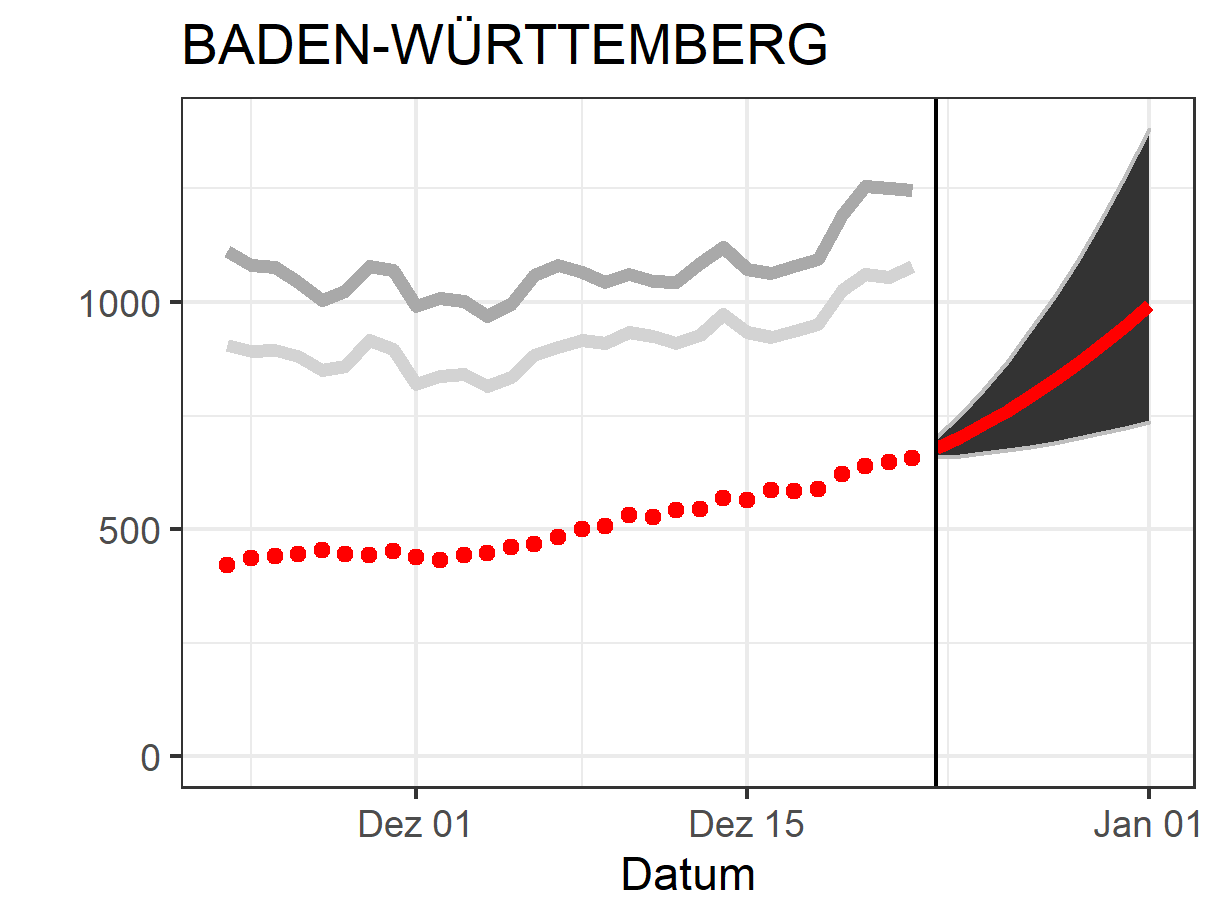 BADEN-WÜRTTEMBERG
1000
500
0
Dez 01 Dez 15 Jan 01
Datum